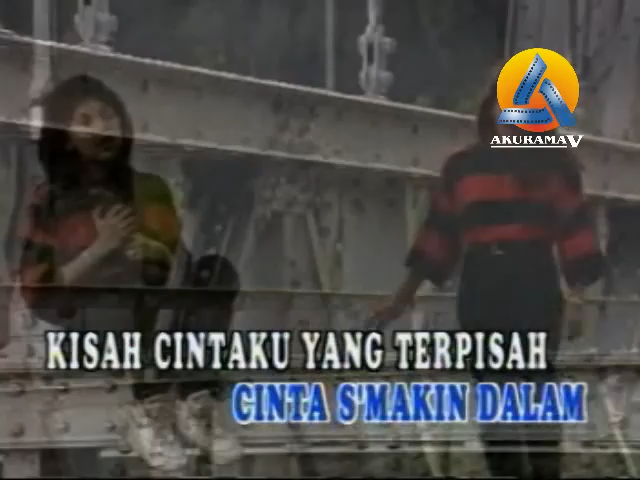 AKURAMA V
KISAH CINTAKU YANG TERPISAH
CINTA S'MAKIN DALAM